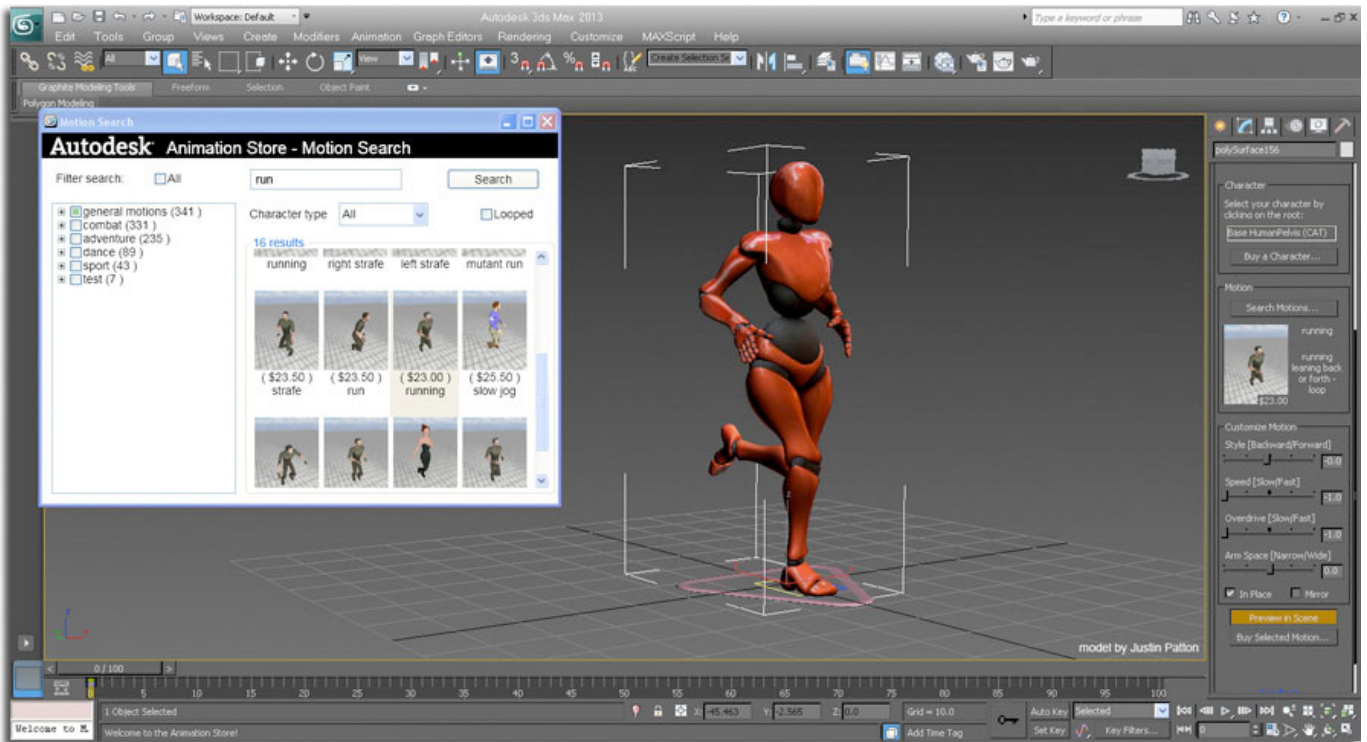 Workspace: Default
Autodesk 3ds Max 2013
Type a keyword or phrase
Edit Tools Group Views Create Modifiers Animation Graph Editors Rendering Customize MAXScript Help
All
View
Create Selection Se
Graphite Modeling Tools Freeform Selection Object Paint
Polygon Modeling
Motion Search
Autodesk Animation Store - Motion Search
Filter search:
All
run
Search
general motions (341 )
combat (331 )
adventure (235 )
dance (89 )
sport (43 )
test (7 )
Character type
All
Looped
16 results
running right strafe left strafe mutant run
( $23.50 ) ( $23.50 ) ( $23.00 ) ( $25.50 )
strafe run running slow jog
polySurface156
Character
Select your character by
clicking on the root:
Base HumanPelvis (CAT)
Buy a Character...
Motion
Search Motions...
running
running
leaning back
or forth -
loop
$23.00
Customize Motion
Style [Backward/Forward]
-0.0
Speed [Slow/Fast]
-1.0
Overdrive [Slow/Fast]
-1.0
Arm Space [Narrow/Wide]
0.0
In Place Mirror
Preview in Scene
Buy Selected Motion...
model by Justin Patton
0 / 100
0 5 10 15 20 25 30 35 40 45 50 55 60 65 70 75 80 85 90 95 100
1 Object Selected
X: -45.463 Y: -2.565 Z: 0.0
Grid = 10.0
Auto Key Selected
Welcome to M
Welcome to the Animation Store!
Add Time Tag
Set Key Key Filters...
0